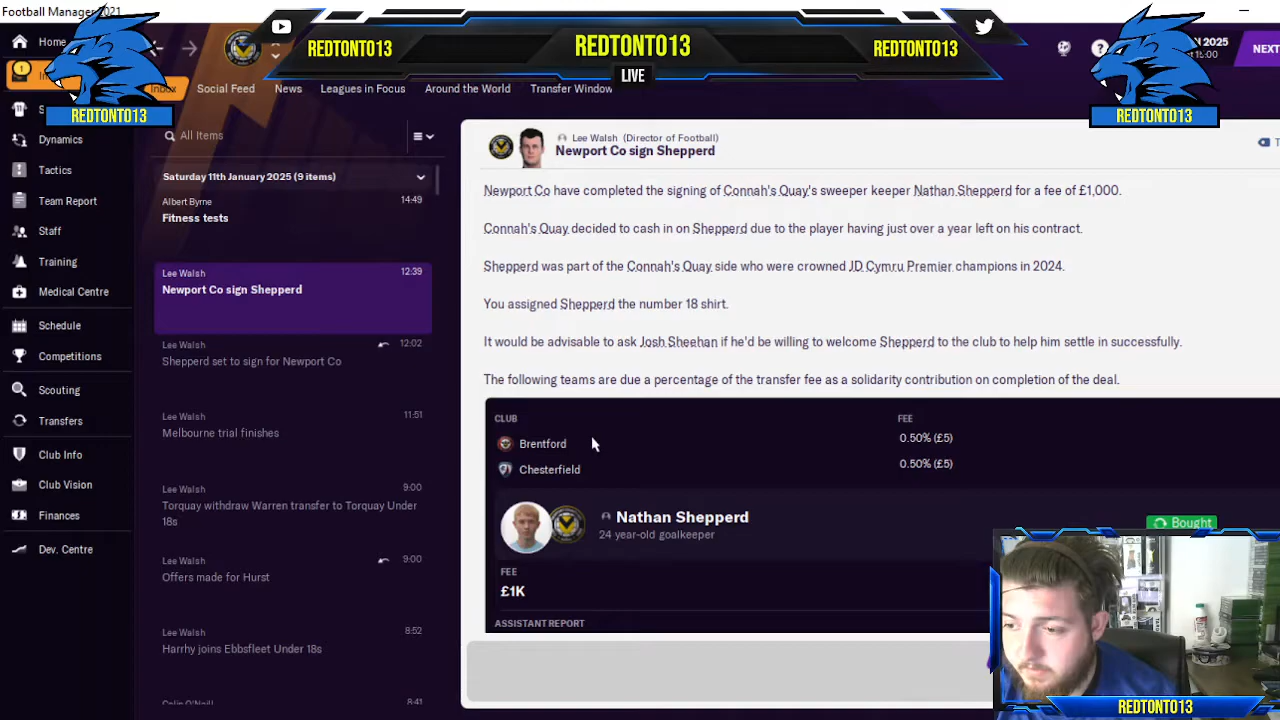 Football Manager 2021
REDTONTO13
REDTONTO13
REDTONTO13
LIVE
REDTONTO13
REDTONTO13
Home
2025
15:00
NEXT
1
Inbox
Social Feed
News
Leagues in Focus
Around the World
Transfer Window
Dynamics
Tactics
Team Report
Staff
Training
Medical Centre
Schedule
Competitions
Scouting
Transfers
Club Info
Club Vision
Finances
Dev. Centre
All Items
Saturday 11th January 2025 (9 items)
Albert Byrne 14:49
Fitness tests
Lee Walsh 12:39
Newport Co sign Shepperd
Lee Walsh 12:02
Shepperd set to sign for Newport Co
Lee Walsh 11:51
Melbourne trial finishes
Lee Walsh 9:00
Torquay withdraw Warren transfer to Torquay Under
18s
Lee Walsh 9:00
Offers made for Hurst
Lee Walsh 8:52
Harrhy joins Ebbsfleet Under 18s
Colin O'Neill 8:41
Lee Walsh (Director of Football)
Newport Co sign Shepperd
Newport Co have completed the signing of Connah's Quay's sweeper keeper Nathan Shepperd for a fee of £1,000.
Connah's Quay decided to cash in on Shepperd due to the player having just over a year left on his contract.
Shepperd was part of the Connah's Quay side who were crowned JD Cymru Premier champions in 2024.
You assigned Shepperd the number 18 shirt.
It would be advisable to ask Josh Sheehan if he'd be willing to welcome Shepperd to the club to help him settle in successfully.
The following teams are due a percentage of the transfer fee as a solidarity contribution on completion of the deal.
CLUB FEE
Brentford 0.50% (£5)
Chesterfield 0.50% (£5)
Nathan Shepperd
24 year-old goalkeeper
Bought
FEE
£1K
ASSISTANT REPORT
REDTONTO13